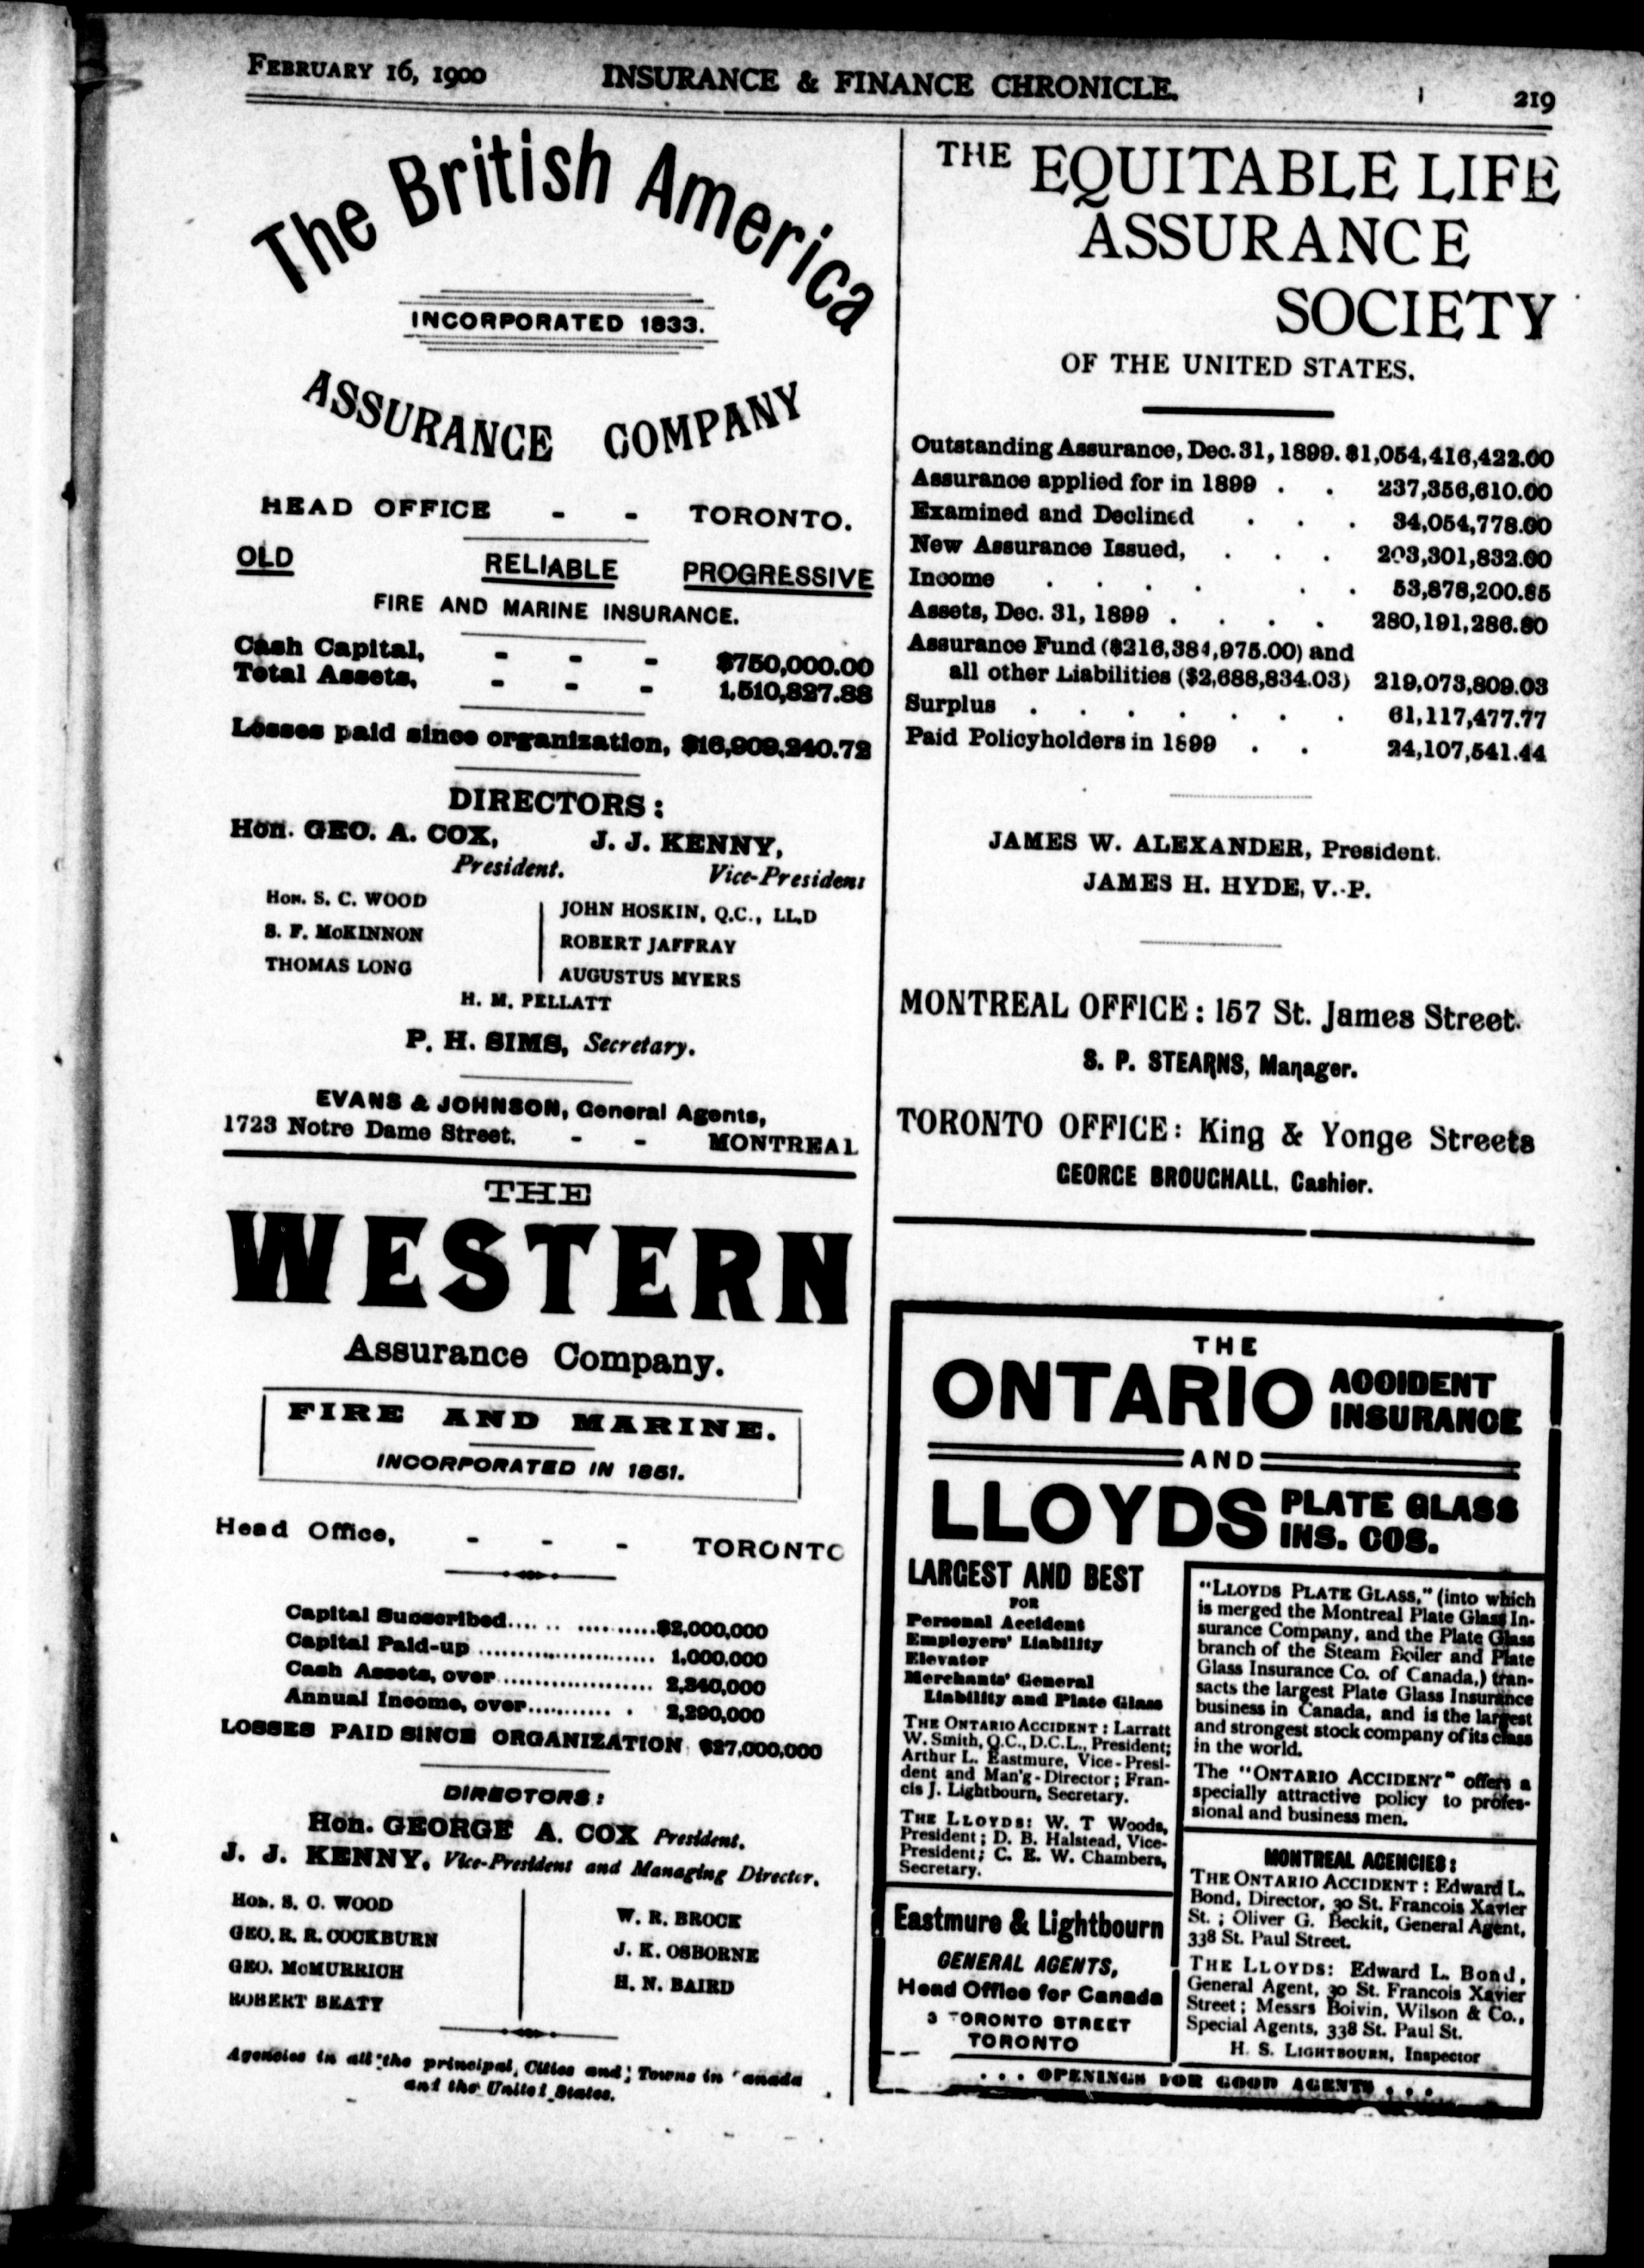 FEBRUARY 16, 1900 INSURANCE & FINANCE CHRONICLE. 219
The British America
INCORPORATED 1833.
ASSURANCE COMPANY
HEAD OFFICE - - TORONTO.
OLD RELIABLE PROGRESSIVE
FIRE AND MARINE INSURANCE.
Cash Capital, - - - $750,000.00
Total Assets, - - - 1,510,827.88
Losses paid since organization, $16,909,240.72
DIRECTORS:
Hon. GEO. A. COX, J. J. KENNY,
President. Vice-President
Hon. S. C. WOOD JOHN HOSKIN, Q.C., LL.D
S. F. McKINNON ROBERT JAFFRAY
THOMAS LONG AUGUSTUS MYERS
H. M. PELLATT
P. H. SIMS, Secretary.
EVANS & JOHNSON, General Agents,
1723 Notre Dame Street. - - MONTREAL
THE
WESTERN
Assurance Company.
FIRE AND MARINE.
INCORPORATED IN 1851.
Head Office, - - - TORONTO
Capital Subscribed.... .. ..........$2,000,000
Capital Paid-up ........................ 1,000,000
Cash Assets, over..................... 2,340,000
Annual Income, over........... . 2,290,000
LOSSES PAID SINCE ORGANIZATION $27,000,000
DIRECTORS:
Hon. GEORGE A. COX President.
J. J. KENNY, Vice-President and Managing Director.
Hon. S. C. WOOD W. R. BROCK
GEO. R. R. COCKBURN J. K. OSBORNE
GEO. McMURRICH H. N. BAIRD
ROBERT BEATY
Agencies in all the principal Cities and Towns in Canada
and the United States.
THE EQUITABLE LIFE
ASSURANCE
SOCIETY
OF THE UNITED STATES.
Outstanding Assurance, Dec. 31, 1899. $1,054,416,422.00
Assurance applied for in 1899 . . 237,356,610.00
Examined and Declined . . . 34,054,778.00
New Assurance Issued, . . . 203,301,832.00
Income . . . . . . 53,878,200.85
Assets, Dec. 31, 1899 . . . . 280,191,286.80
Assurance Fund ($216,384,975.00) and
all other Liabilities ($2,688,834.03) 219,073,809.03
Surplus . . . . . . . 61,117,477.77
Paid Policyholders in 1899 . . 24,107,541.44
JAMES W. ALEXANDER, President.
JAMES H. HYDE, V.-P.
MONTREAL OFFICE: 157 St. James Street.
S. P. STEARNS, Manager.
TORONTO OFFICE: King & Yonge Streets
GEORGE BROUGHALL, Cashier.
THE
ONTARIO ACCIDENT
INSURANCE
AND
LLOYDS PLATE GLASS
INS. COS.
LARGEST AND BEST
FOR
Personal Accident
Employers' Liability
Elevator
Merchants' General
Liability and Plate Glass
THE ONTARIO ACCIDENT: Larratt
W. Smith, Q.C., D.C.L., President;
Arthur L. Eastmure, Vice-Presi-
dent and Man'g-Director; Fran-
cis J. Lightbourn, Secretary.
THE LLOYDS: W. T Woods,
President; D. B. Halstead, Vice-
President; C. E. W. Chambers,
Secretary.
Eastmure & Lightbourn
GENERAL AGENTS,
Head Office for Canada
3 TORONTO STREET
TORONTO
"LLOYDS PLATE GLASS," (into which
is merged the Montreal Plate Glass In-
surance Company, and the Plate Glass
branch of the Steam Boiler and Plate
Glass Insurance Co. of Canada,) tran-
sacts the largest Plate Glass Insurance
business in Canada, and is the largest
and strongest stock company of its class
in the world.
The "ONTARIO ACCIDENT" offers a
specially attractive policy to profes-
sional and business men.
MONTREAL AGENCIES:
THE ONTARIO ACCIDENT: Edward L.
Bond, Director, 30 St. Francois Xavier
St.; Oliver G. Beckit, General Agent,
338 St. Paul Street.
THE LLOYDS: Edward L. Bond,
General Agent, 30 St. Francois Xavier
Street; Messrs Boivin, Wilson & Co.,
Special Agents, 338 St. Paul St.
H. S. LIGHTBOURN, Inspector
. . . OPENINGS FOR GOOD AGENTS . . .